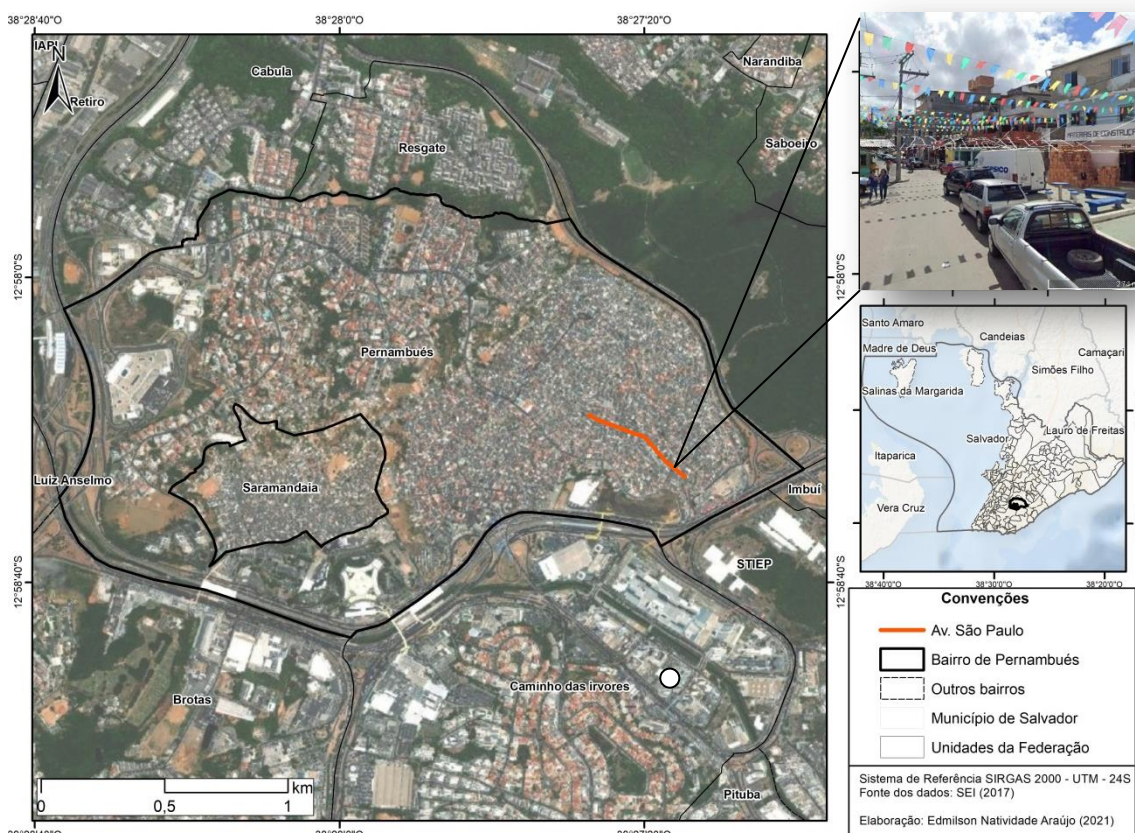 38°28'40"O
38°28'0"O
38°27'20"O
IAPI
N
Retiro
Cabula
Narandiba
Resgate
Saboeiro
12°58'0"S
12°58'0"S
Pernambués
Saramandaia
Luiz Anselmo
Imbuí
STIEP
12°58'40"S
12°58'40"S
Caminho das írvores
Brotas
Pituba
km
0
0,5
1
MATERIAIS DE CONSTRUÇÃ
Santo Amaro
Candeias
Camaçari
Madre de Deus
Simões Filho
Salinas da Margarida
Lauro de Freitas
Salvador
Itaparica
Vera Cruz
38°40'0"O
38°30'0"O
38°20'0"O
Convenções
Av. São Paulo
Bairro de Pernambués
Outros bairros
Município de Salvador
Unidades da Federação
Sistema de Referência SIRGAS 2000 - UTM - 24S
Fonte dos dados: SEI (2017)
Elaboração: Edmilson Natividade Araújo (2021)